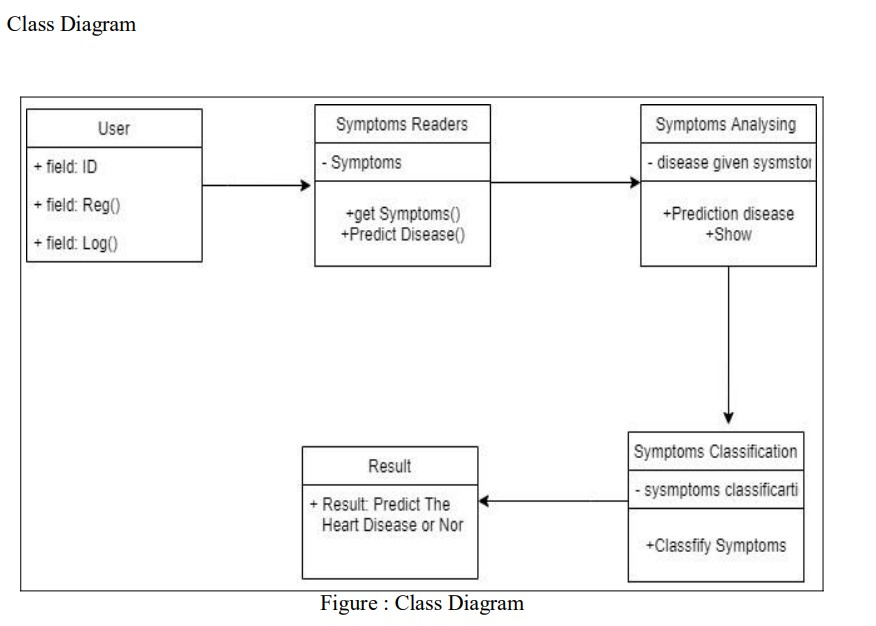 Class Diagram
User
+ field: ID
+ field: Reg()
+ field: Log()
Symptoms Readers
- Symptoms
+get Symptoms()
+Predict Disease()
Symptoms Analysing
- disease given sysmstor
+Prediction disease
+Show
Symptoms Classification
- sysmptoms classificarti
+Classfify Symptoms
Result
+ Result: Predict The
Heart Disease or Nor
Figure : Class Diagram